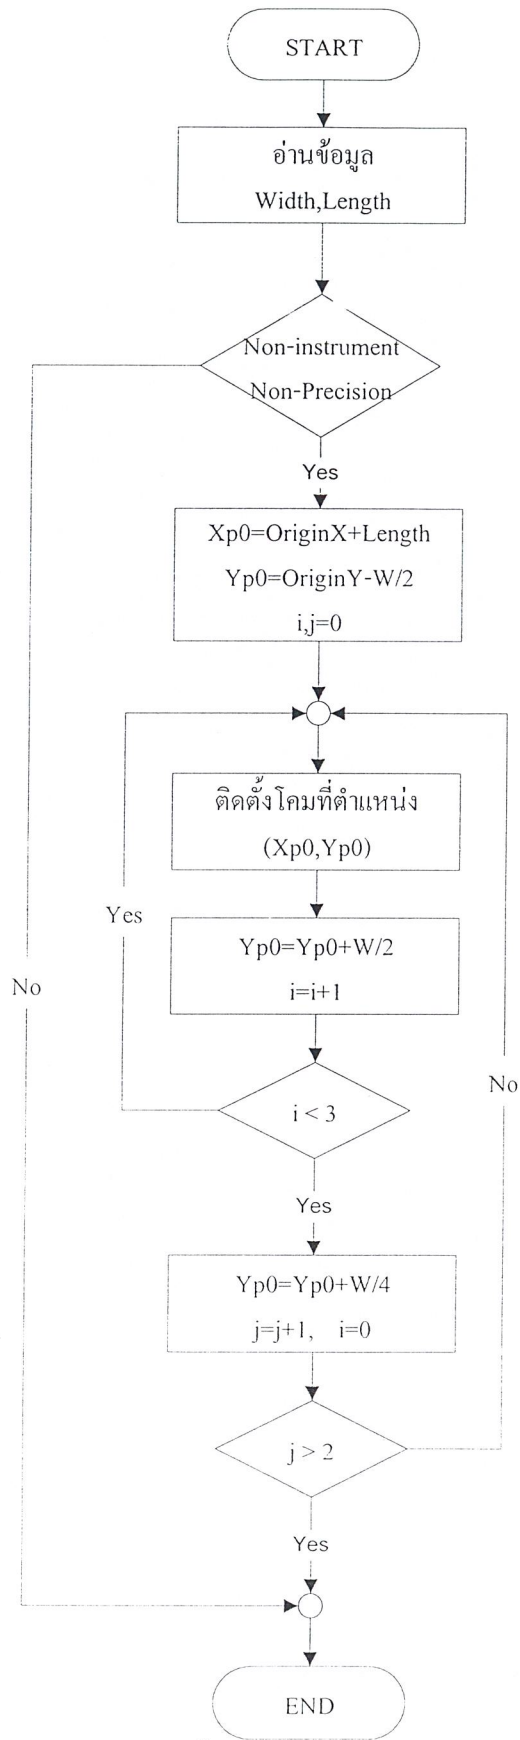 START
อ่านข้อมูล
Width,Length
Non-instrument
Non-Precision
Yes
Xp0=OriginX+Length
Yp0=OriginY-W/2
i,j=0
ติดตั้งโคมที่ตำแหน่ง
(Xp0,Yp0)
Yes
Yp0=Yp0+W/2
i=i+1
No
No
i < 3
Yes
Yp0=Yp0+W/4
j=j+1, i=0
j > 2
Yes
END